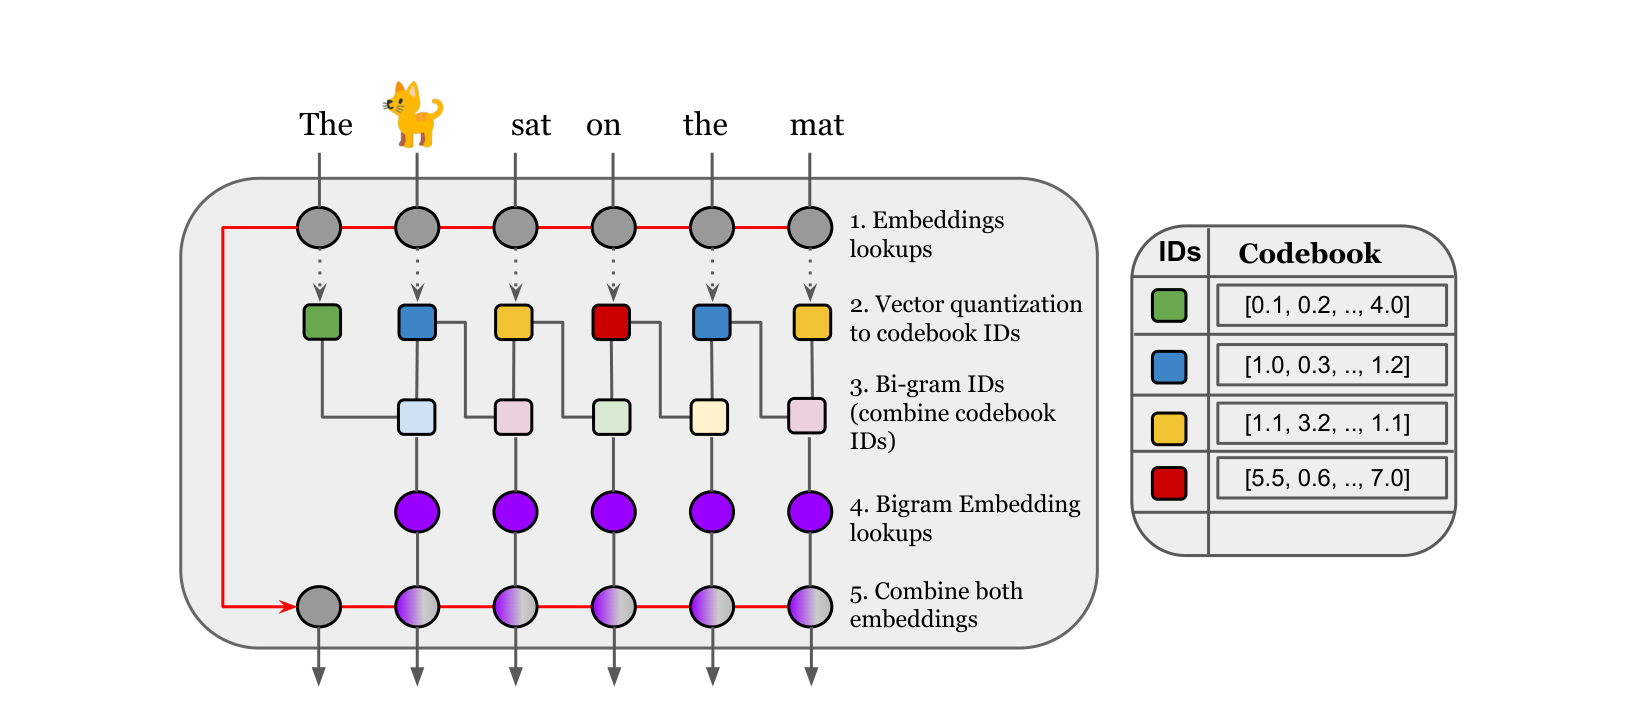 The sat on the mat
1. Embeddings
lookups
2. Vector quantization
to codebook IDs
3. Bi-gram IDs
(combine codebook
IDs)
4. Bigram Embedding
lookups
5. Combine both
embeddings
IDs Codebook
[0.1, 0.2, .., 4.0]
[1.0, 0.3, .., 1.2]
[1.1, 3.2, .., 1.1]
[5.5, 0.6, .., 7.0]